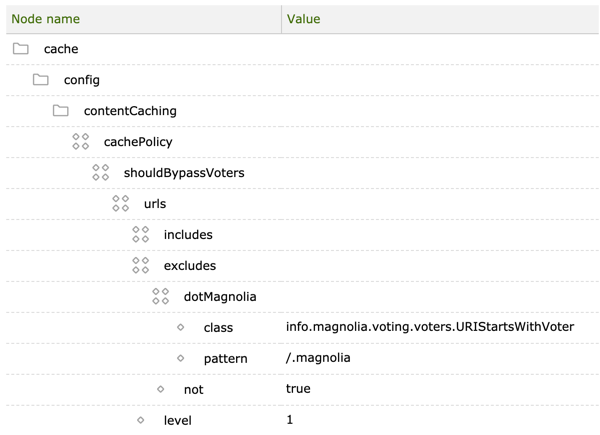 Node name Value
cache
config
contentCaching
cachePolicy
shouldBypassVoters
urls
includes
excludes
dotMagnolia
class info.magnolia.voting.voters.URIStartsWithVoter
pattern /.magnolia
not true
level 1